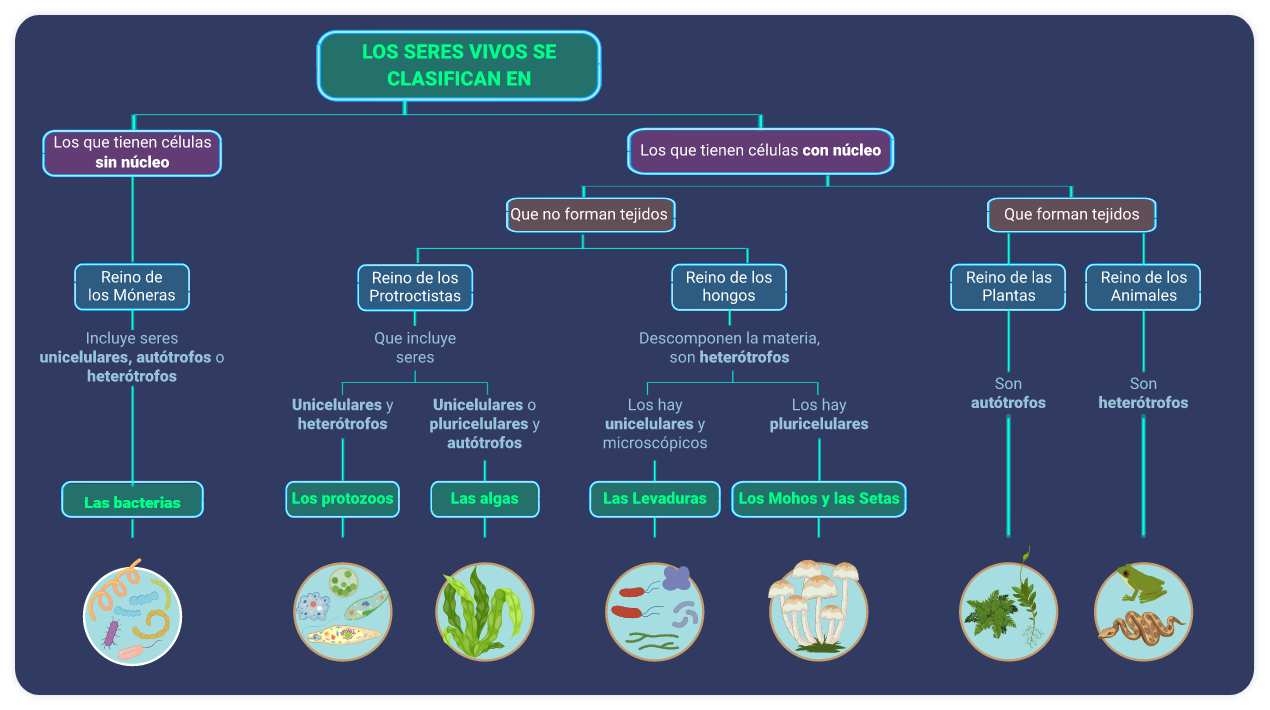 LOS SERES VIVOS SE
CLASIFICAN EN
Los que tienen células
sin núcleo
Los que tienen células con núcleo
Que no forman tejidos
Que forman tejidos
Reino de
los Móneras
Reino de los
Protroctistas
Reino de los
hongos
Reino de las
Plantas
Reino de los
Animales
Incluye seres
unicelulares, autótrofos o
heterótrofos
Que incluye
seres
Descomponen la materia,
son heterótrofos
Son
autótrofos
Son
heterótrofos
Unicelulares y
heterótrofos
Unicelulares o
pluricelulares y
autótrofos
Los hay
unicelulares y
microscópicos
Los hay
pluricelulares
Las bacterias
Los protozoos
Las algas
Las Levaduras
Los Mohos y las Setas